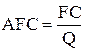 AFC = FC/Q